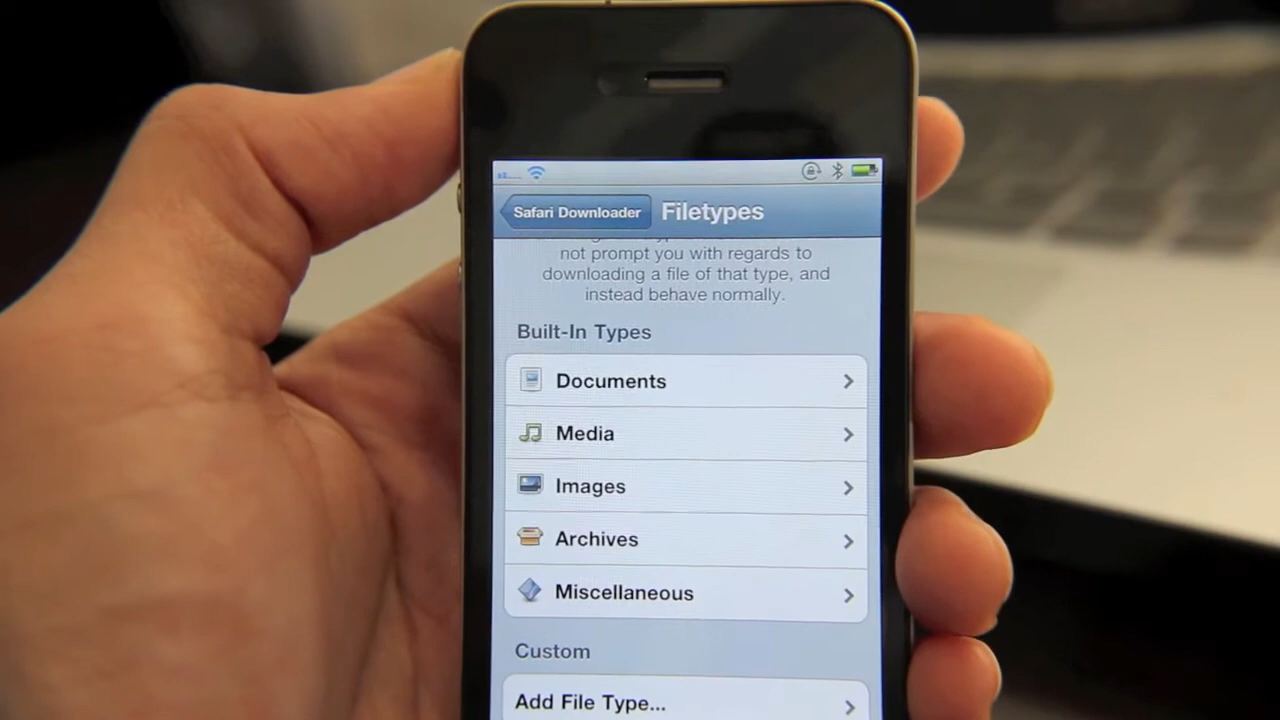 Safari Downloader
Filetypes
not prompt you with regards to
downloading a file of that type, and
instead behave normally.
Built-In Types
Documents
Media
Images
Archives
Miscellaneous
Custom
Add File Type...